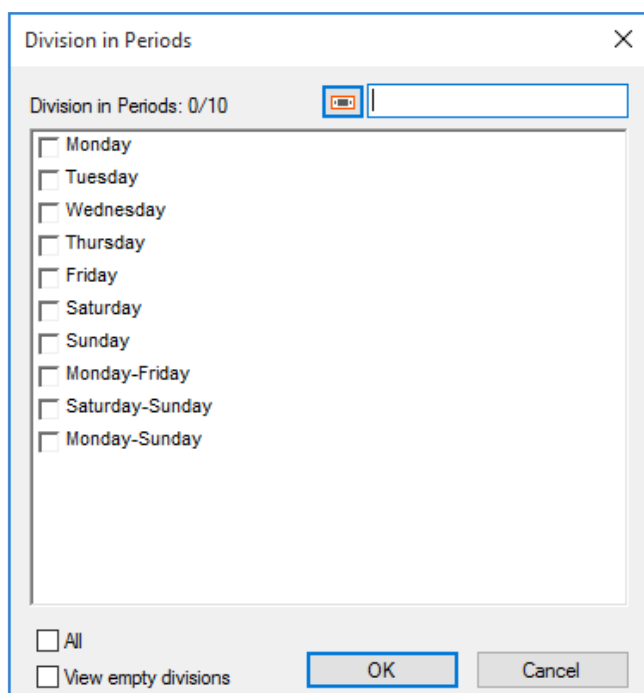 Division in Periods
Division in Periods: 0/10
Monday
Tuesday
Wednesday
Thursday
Friday
Saturday
Sunday
Monday-Friday
Saturday-Sunday
Monday-Sunday
All
View empty divisions
OK
Cancel